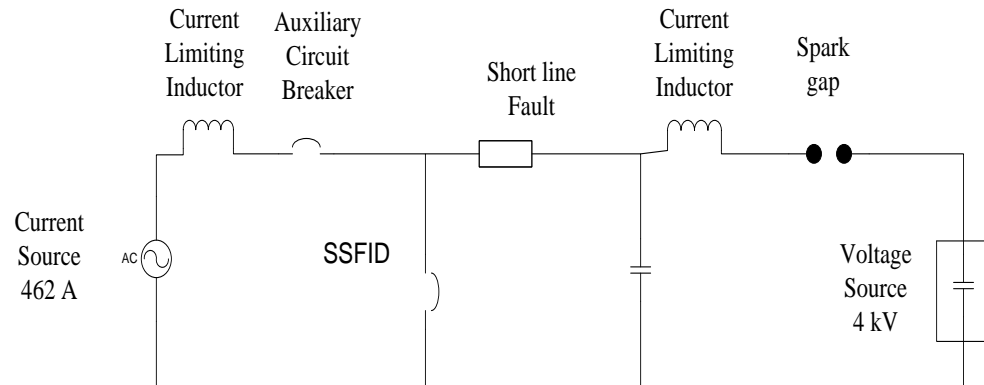 Current
Limiting
Inductor
Auxiliary
Circuit
Breaker
Short line
Fault
Current
Limiting
Inductor
Spark
gap
Current
Source
462 A
AC
SSFID
Voltage
Source
4 kV